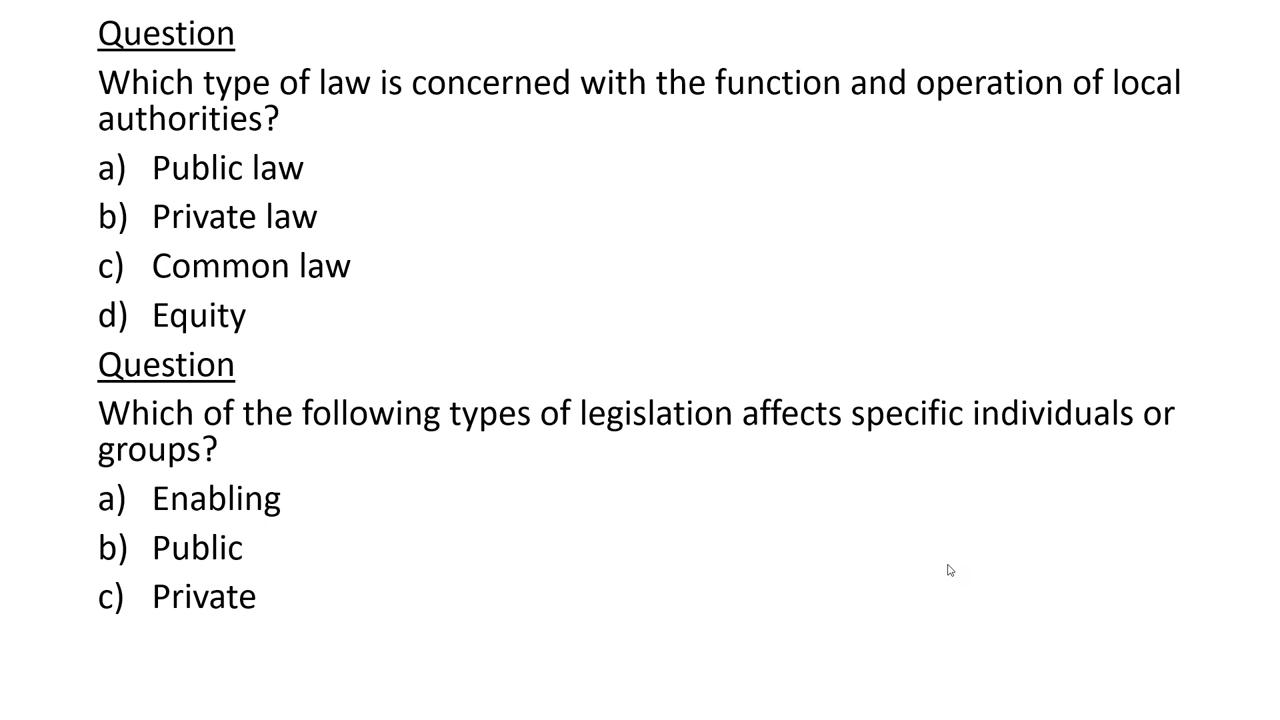 Question
Which type of law is concerned with the function and operation of local
authorities?
a) Public law
b) Private law
c) Common law
d) Equity
Question
Which of the following types of legislation affects specific individuals or
groups?
a) Enabling
b) Public
c) Private